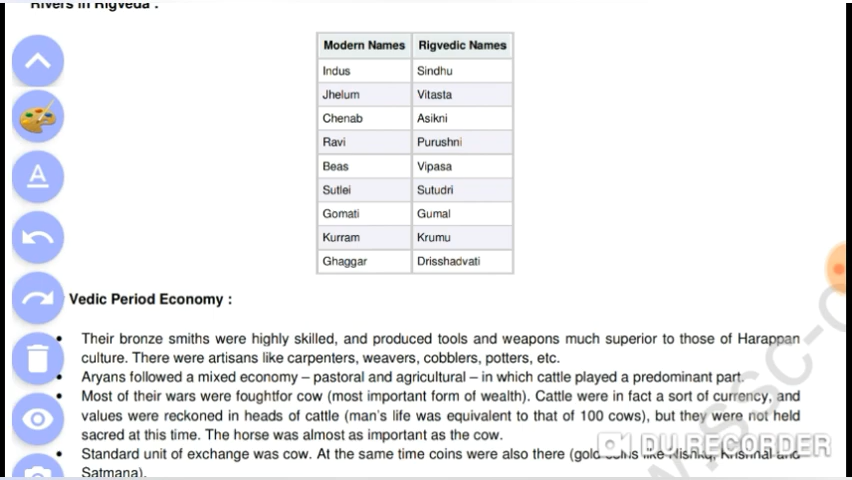 Rivers in Rigveda :
Modern Names Rigvedic Names
Indus Sindhu
Jhelum Vitasta
Chenab Asikni
Ravi Purushni
Beas Vipasa
Sutlei Sutudri
Gomati Gumal
Kurram Krumu
Ghaggar Drisshadvati
A
Vedic Period Economy :
• Their bronze smiths were highly skilled, and produced tools and weapons much superior to those of Harappan
culture. There were artisans like carpenters, weavers, cobblers, potters, etc.
• Aryans followed a mixed economy – pastoral and agricultural – in which cattle played a predominant part.
• Most of their wars were foughtfor cow (most important form of wealth). Cattle were in fact a sort of currency, and
values were reckoned in heads of cattle (man's life was equivalent to that of 100 cows), but they were not held
sacred at this time. The horse was almost as important as the cow.
• Standard unit of exchange was cow. At the same time coins were also there (gold coins like Nishka, Krishnal and
Satmana).
DU RECORDER